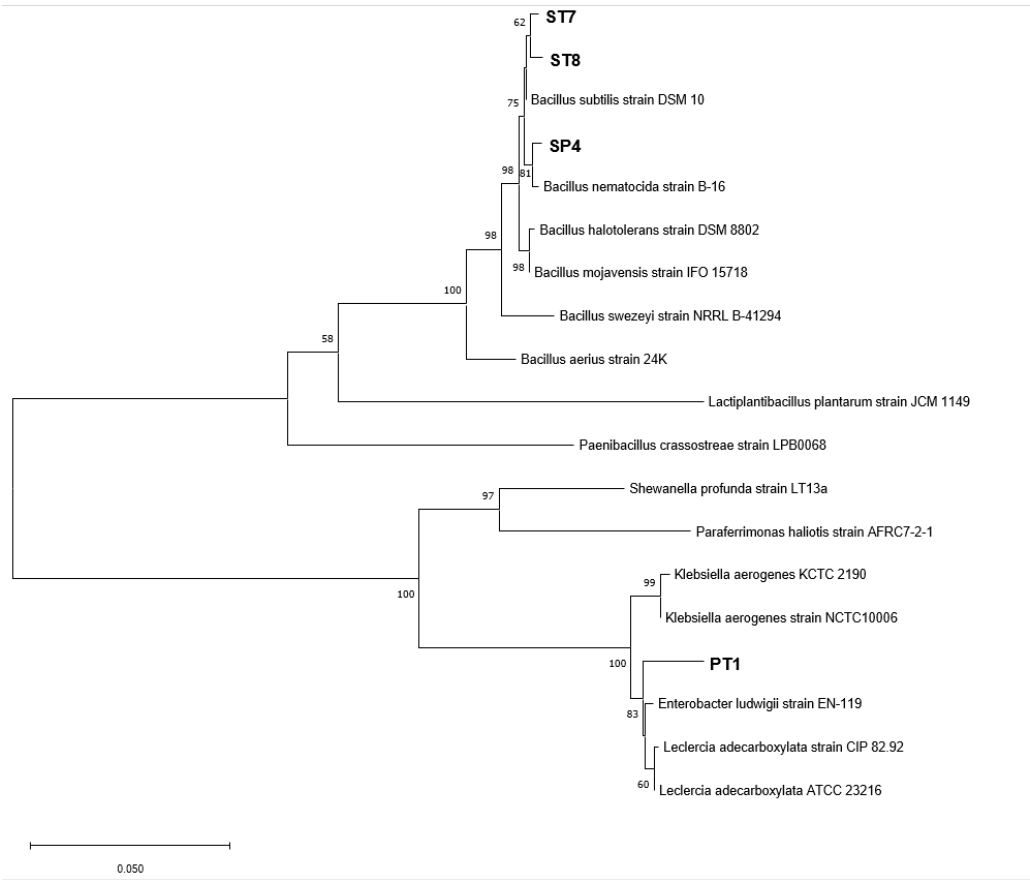 62
ST7
ST8
75
Bacillus subtilis strain DSM 10
SP4
98
81
Bacillus nematocida strain B-16
Bacillus halotolerans strain DSM 8802
98
98
Bacillus mojavensis strain IFO 15718
100
Bacillus swezeyi strain NRRL B-41294
58
Bacillus aerius strain 24K
Lactiplantibacillus plantarum strain JCM 1149
Paenibacillus crassostreae strain LPB0068
97
Shewanella profunda strain LT13a
Paraferrimonas haliotis strain AFRC7-2-1
99
Klebsiella aerogenes KCTC 2190
100
Klebsiella aerogenes strain NCTC10006
100
PT1
83
Enterobacter ludwigii strain EN-119
Leclercia adecarboxylata strain CIP 82.92
60
Leclercia adecarboxylata ATCC 23216
0.050